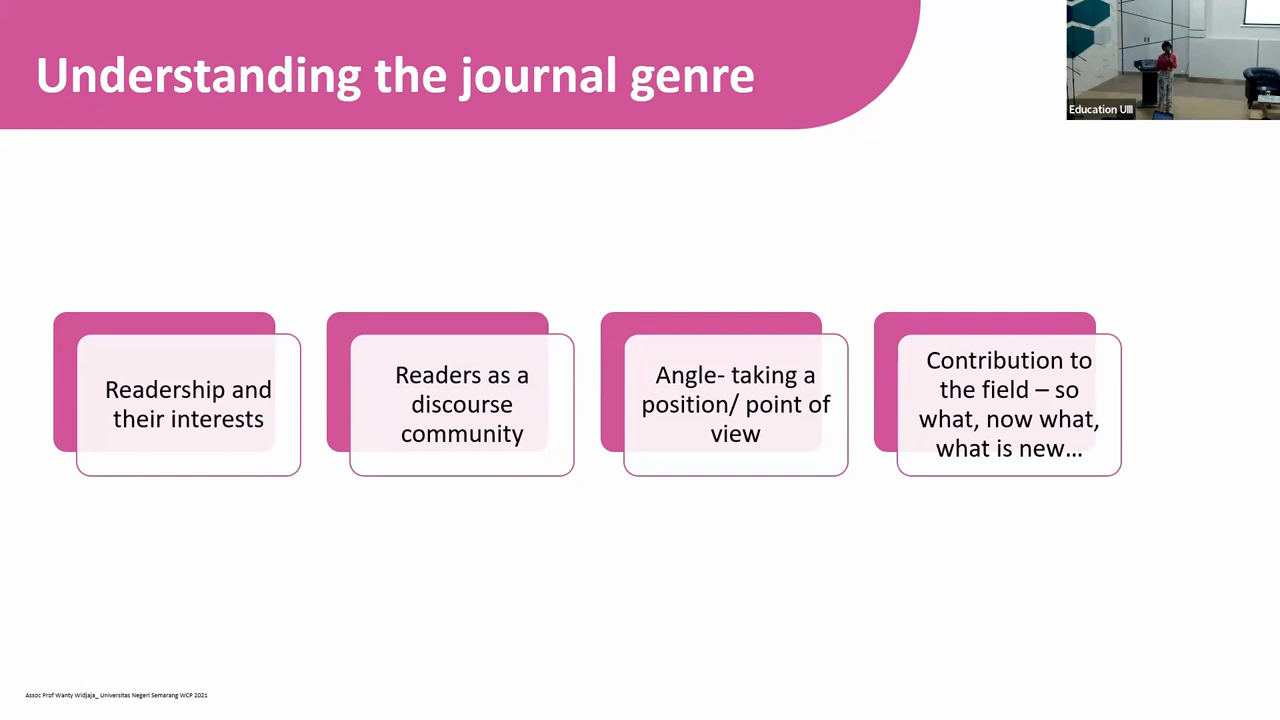 Understanding the journal genre
Education UIII
Readership and
their interests
Readers as a
discourse
community
Angle- taking a
position/ point of
view
Contribution to
the field – so
what, now what,
what is new…
Assoc Prof Wanty Widjaja_ Universitas Negeri Semarang WCP 2021